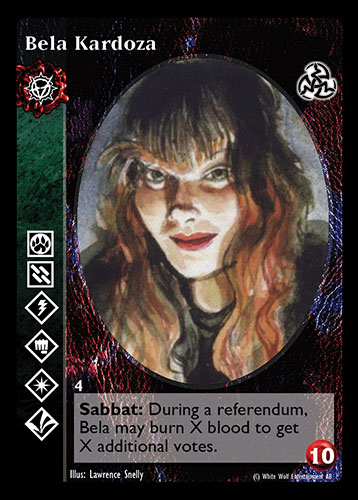 Bela Kardoza
4
Sabbat: During a referendum,
Bela may burn X blood to get
X additional votes.
10
Illus: Lawrence Snelly
(C) White Wolf Entertainment AB